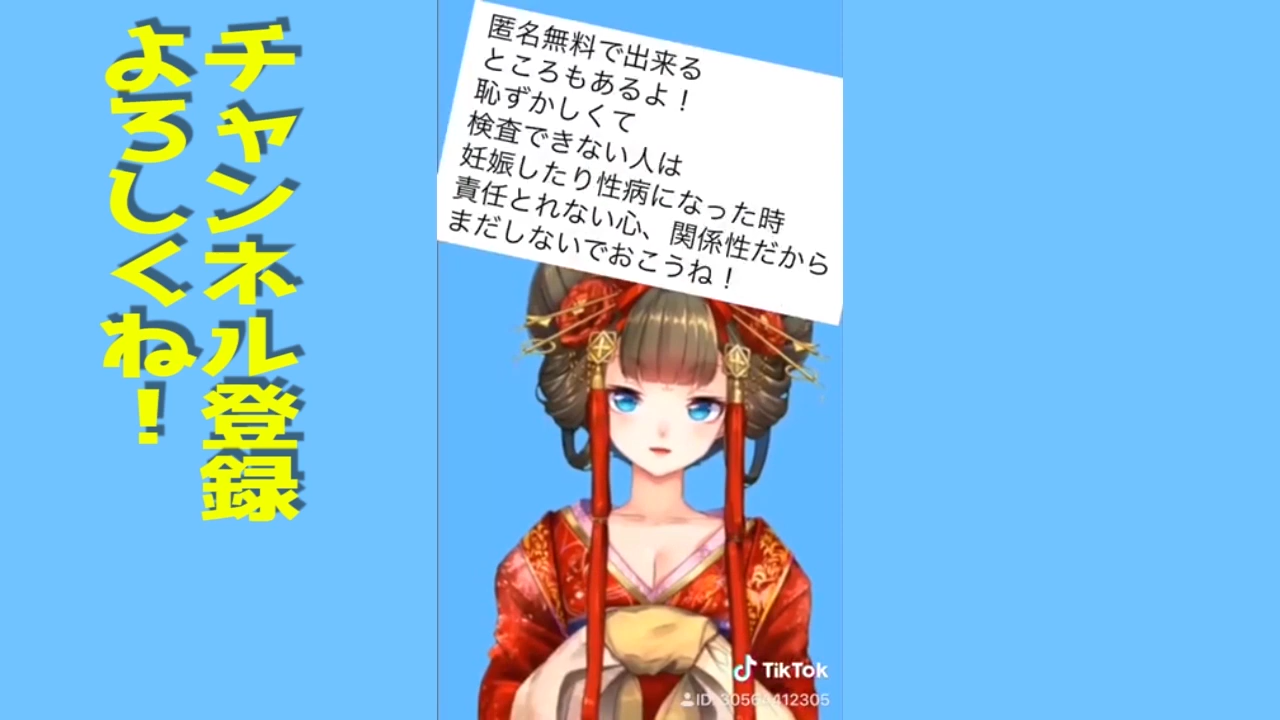 チャンネル登録
よろしくね！
匿名無料で出来る
ところもあるよ！
恥ずかしくて
検査できない人は
妊娠したり性病になった時
責任とれない心、関係性だから
まだしないでおこうね！
TikTok